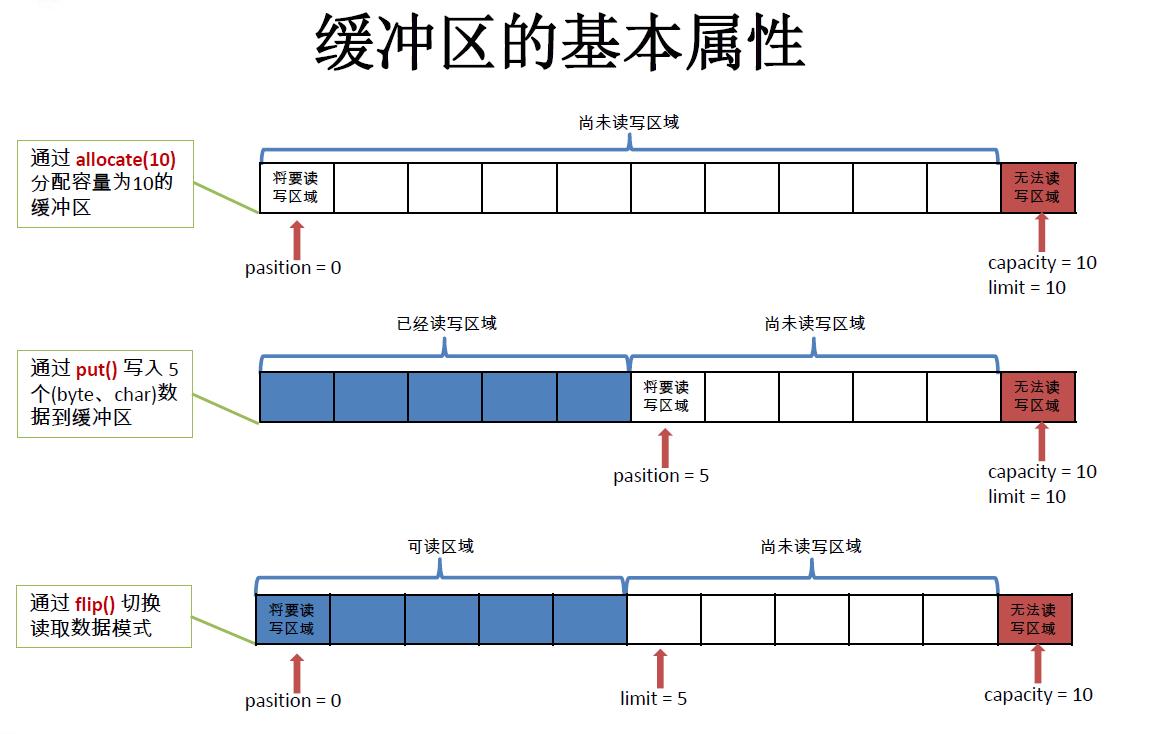 缓冲区的基本属性
尚未读写区域
通过 allocate(10)
分配容量为10的
缓冲区
将要读
写区域
无法读
写区域
pasition = 0
capacity = 10
limit = 10
已经读写区域
尚未读写区域
通过 put() 写入 5
个(byte、char)数
据到缓冲区
将要读
写区域
无法读
写区域
pasition = 5
capacity = 10
limit = 10
可读区域
尚未读写区域
通过 flip() 切换
读取数据模式
将要读
写区域
无法读
写区域
pasition = 0
limit = 5
capacity = 10